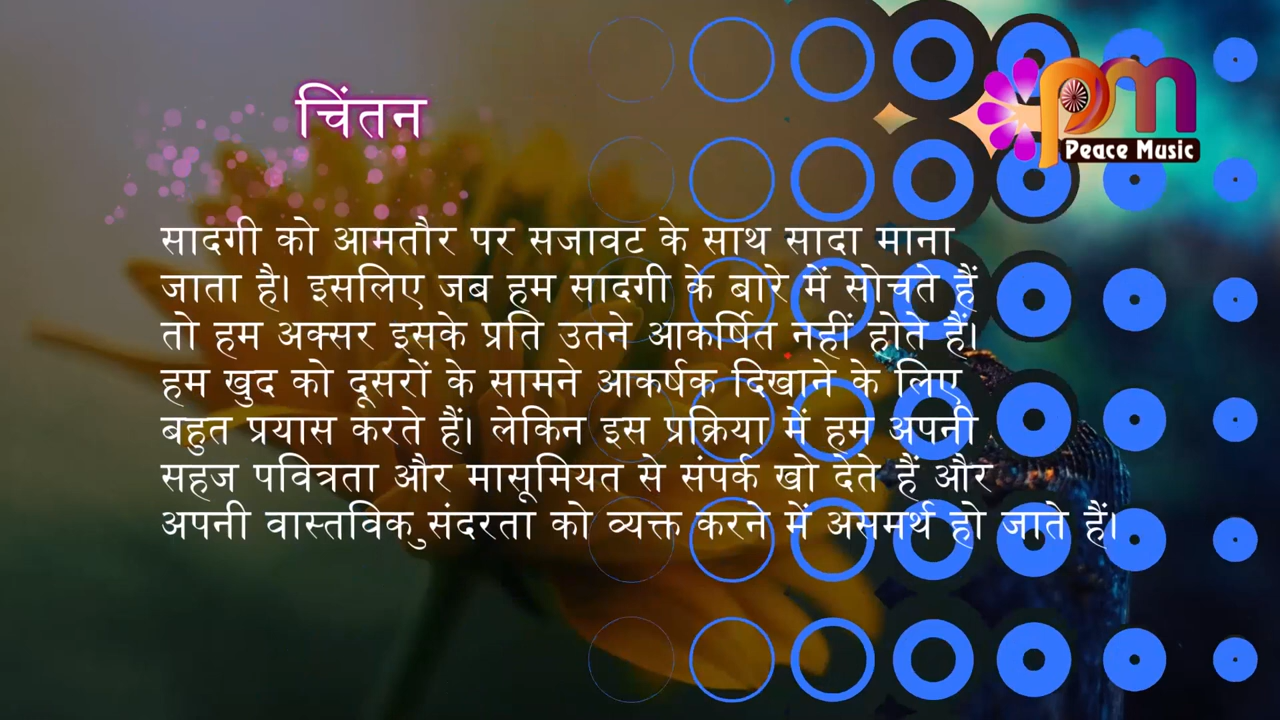 चिंतन
pm
Peace Music
सादगी को आमतौर पर सजावट के साथ सादा माना
जाता है। इसलिए जब हम सादगी के बारे में सोचते हैं
तो हम अक्सर इसके प्रति उतने आकर्षित नहीं होते हैं।
हम खुद को दूसरों के सामने आकर्षक दिखाने के लिए
बहुत प्रयास करते हैं। लेकिन इस प्रक्रिया में हम अपनी
सहज पवित्रता और मासूमियत से संपर्क खो देते हैं और
अपनी वास्तविक ुसंदरता को व्यक्त करने में असमर्थ हो जाते हैं।